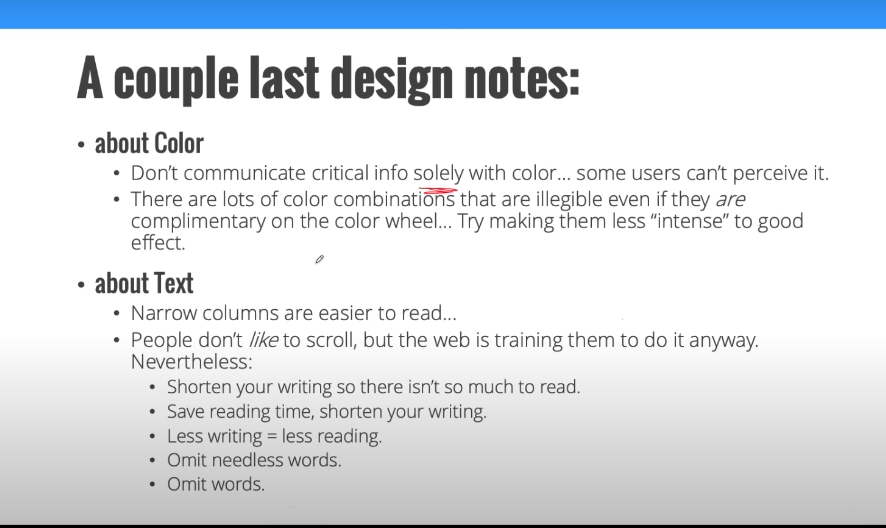 A couple last design notes:
• about Color
• Don't communicate critical info solely with color... some users can't perceive it.
• There are lots of color combinations that are illegible even if they are
complimentary on the color wheel... Try making them less “intense” to good
effect.
• about Text
• Narrow columns are easier to read...
• People don't like to scroll, but the web is training them to do it anyway.
Nevertheless:
• Shorten your writing so there isn't so much to read.
• Save reading time, shorten your writing.
• Less writing = less reading.
• Omit needless words.
• Omit words.